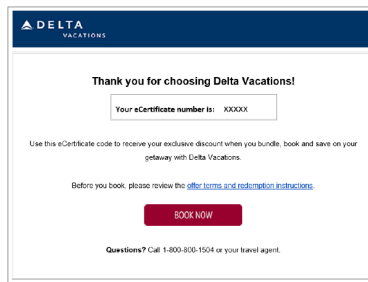 DELTA
VACATIONS
Thank you for choosing Delta Vacations!
Your eCertificate number is: XXXXX
Use this eCertificate code to receive your exclusive discount when you bundle, book and save on your
getaway with Delta Vacations.
Before you book, please review the offer terms and redemption instructions.
BOOK NOW
Questions? Call 1-800-800-1504 or your travel agent.